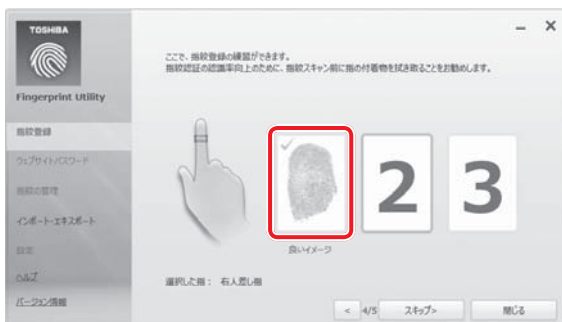 TOSHIBA
Fingerprint Utility
指紋登録
ウェブサイトパスワード
指紋の管理
インポート・エキスポート
設定
ヘルプ
バージョン情報
ここで、指紋登録の練習ができます。
指紋認証の認識率向上のために、指紋スキャン前に指の付着物を拭き取ることをお勧めします。
2
3
良いイメージ
選択した指： 右人差し指
< 4/5 スキップ> 閉じる